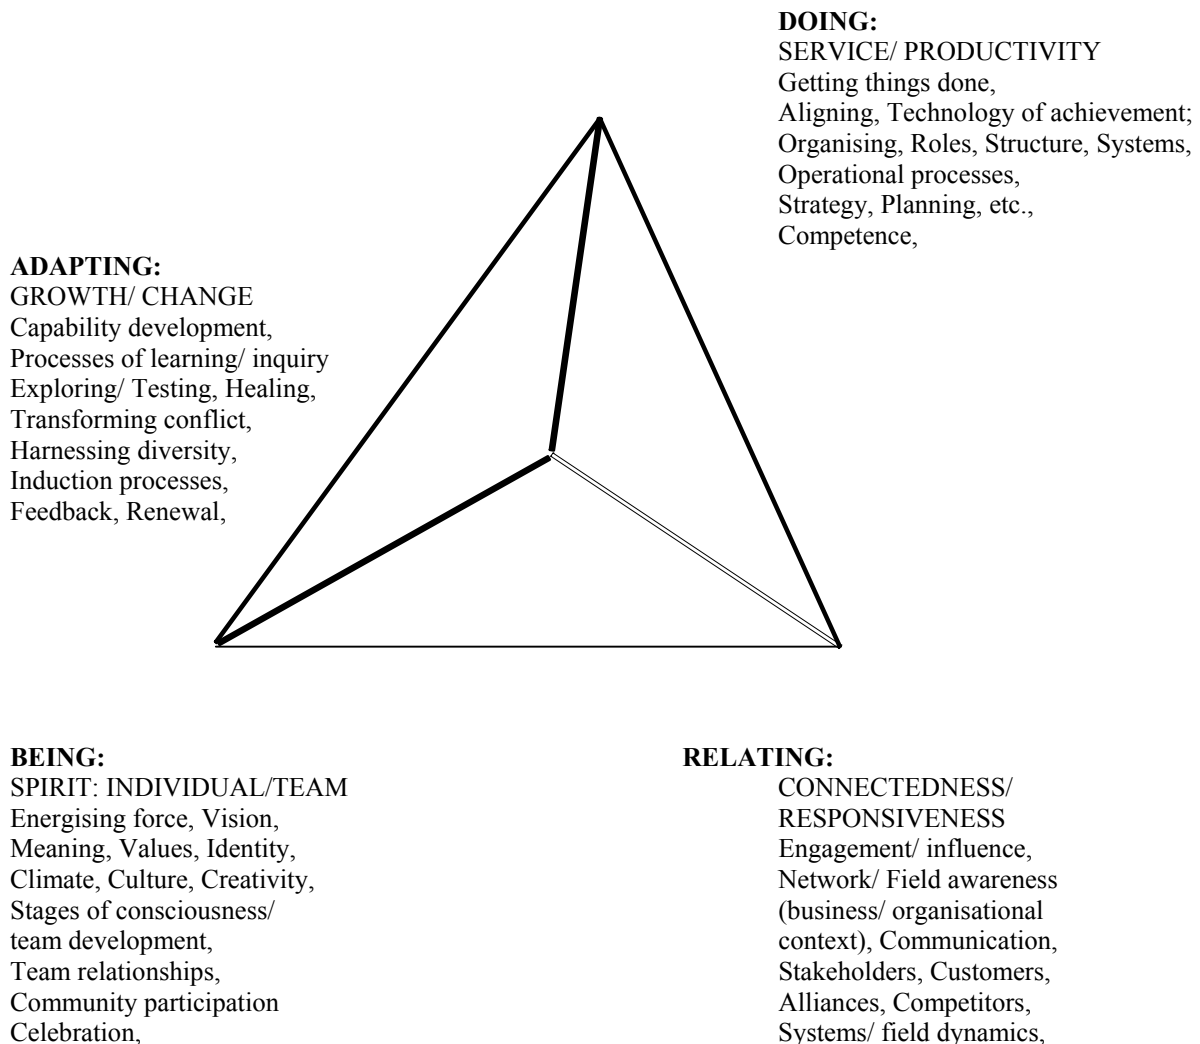 DOING:
SERVICE/ PRODUCTIVITY
Getting things done,
Aligning, Technology of achievement;
Organising, Roles, Structure, Systems,
Operational processes,
Strategy, Planning, etc.,
Competence,
ADAPTING:
GROWTH/ CHANGE
Capability development,
Processes of learning/ inquiry
Exploring/ Testing, Healing,
Transforming conflict,
Harnessing diversity,
Induction processes,
Feedback, Renewal,
BEING:
SPIRIT: INDIVIDUAL/TEAM
Energising force, Vision,
Meaning, Values, Identity,
Climate, Culture, Creativity,
Stages of consciousness/
team development,
Team relationships,
Community participation
Celebration,
RELATING:
CONNECTEDNESS/
RESPONSIVENESS
Engagement/ influence,
Network/ Field awareness
(business/ organisational
context), Communication,
Stakeholders, Customers,
Alliances, Competitors,
Systems/ field dynamics,